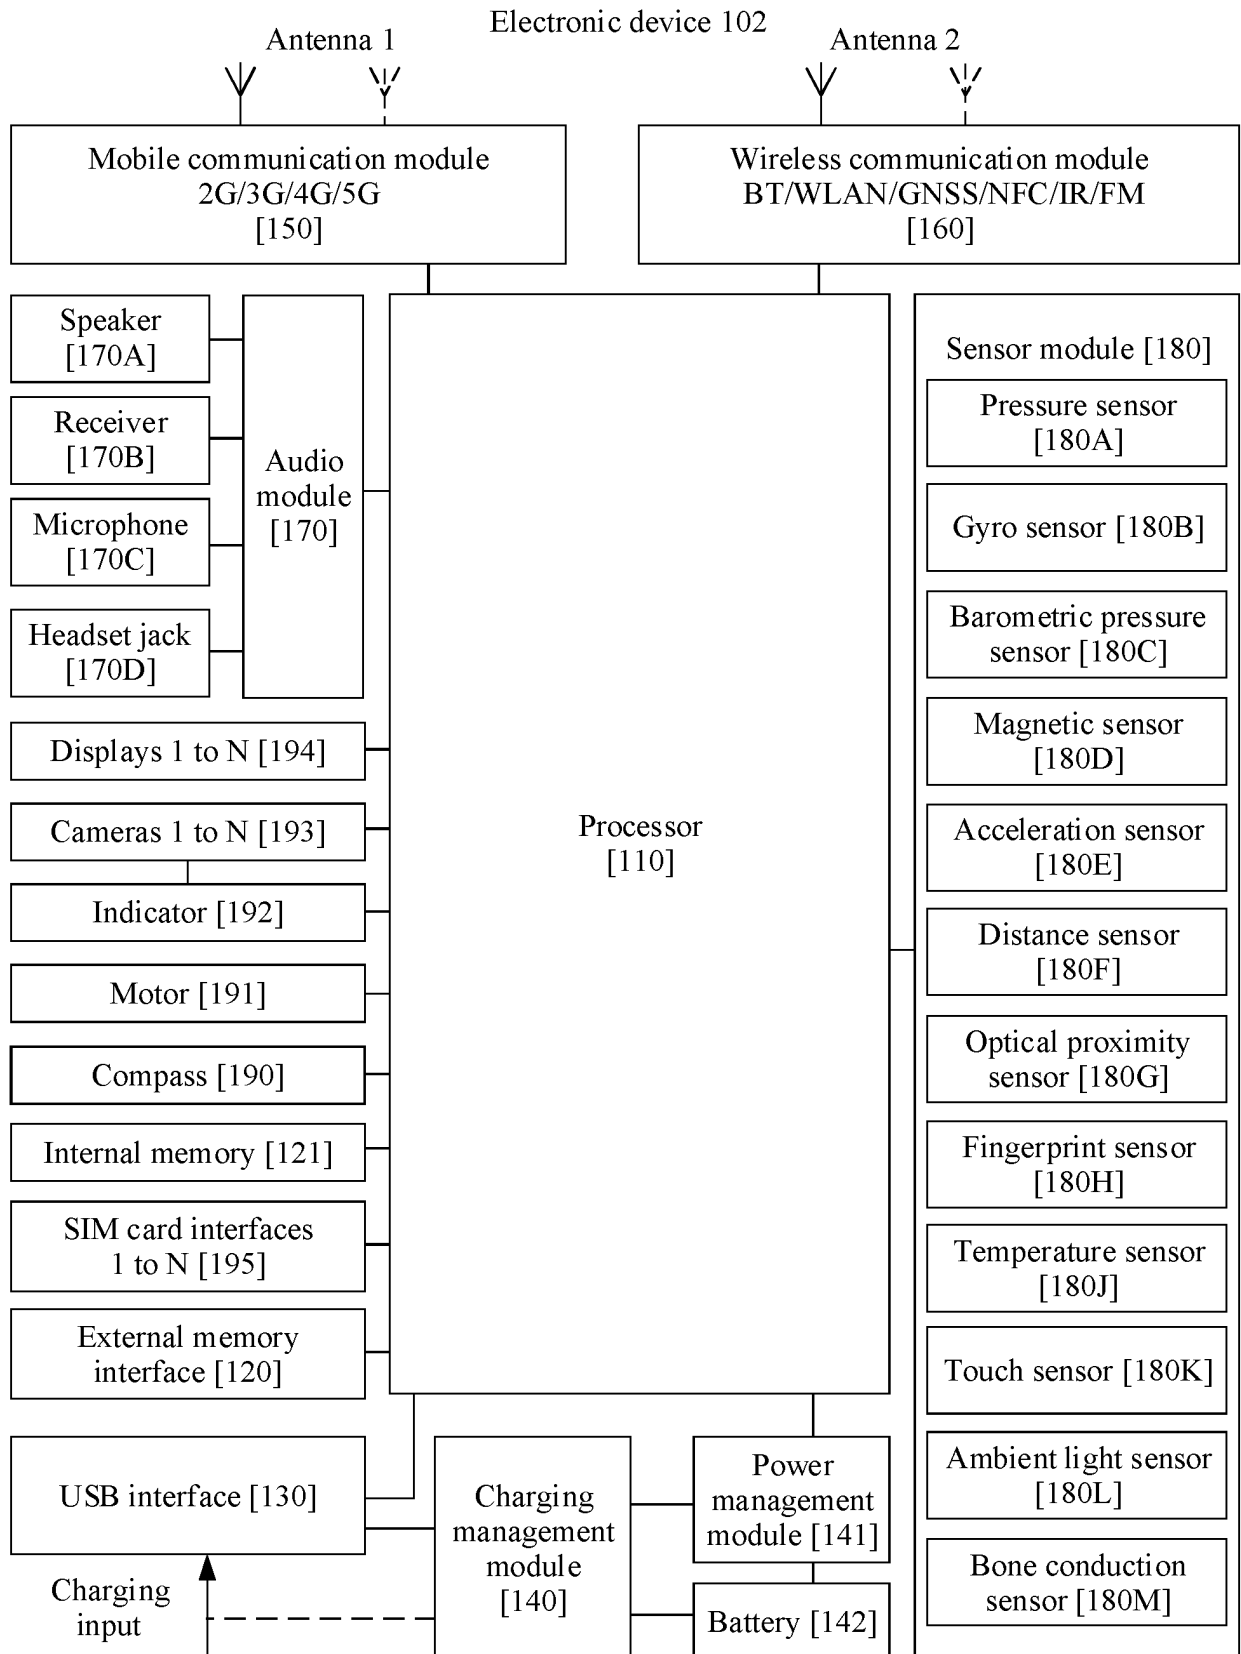 Electronic device 102
Antenna 1
Antenna 2
Mobile communication module
2G/3G/4G/5G
[150]
Wireless communication module
BT/WLAN/GNSS/NFC/IR/FM
[160]
Speaker
[170A]
Receiver
[170B]
Microphone
[170C]
Headset jack
[170D]
Audio
module
[170]
Displays 1 to N [194]
Cameras 1 to N [193]
Indicator [192]
Motor [191]
Compass [190]
Internal memory [121]
SIM card interfaces
1 to N [195]
External memory
interface [120]
USB interface [130]
Charging
input
Processor
[110]
Charging
management
module
[140]
Power
management
module [141]
Battery [142]
Sensor module [180]
Pressure sensor
[180A]
Gyro sensor [180B]
Barometric pressure
sensor [180C]
Magnetic sensor
[180D]
Acceleration sensor
[180E]
Distance sensor
[180F]
Optical proximity
sensor [180G]
Fingerprint sensor
[180H]
Temperature sensor
[180J]
Touch sensor [180K]
Ambient light sensor
[180L]
Bone conduction
sensor [180M]